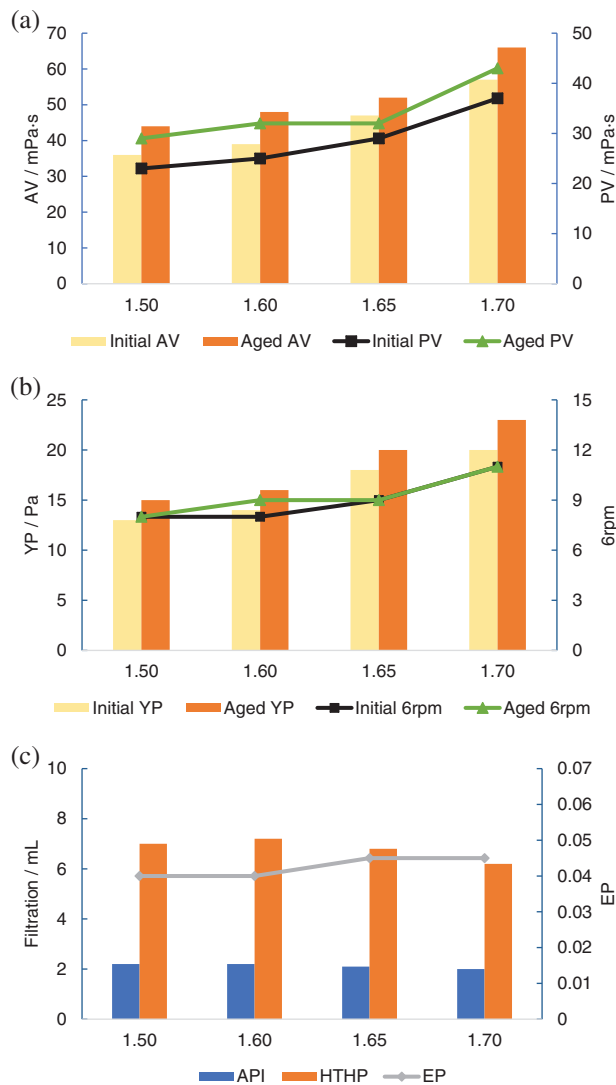 (a)
70
60
50
40
30
20
10
0
AV / mPa·s
50
40
30
20
10
0
PV / mPa·s
1.50 1.60 1.65 1.70
Initial AV Aged AV Initial PV Aged PV
(b)
25
20
15
10
5
0
YP / Pa
15
12
9
6
3
0
6rpm
1.50 1.60 1.65 1.70
Initial YP Aged YP Initial 6rpm Aged 6rpm
(c)
10
8
6
4
2
0
Filtration / mL
0.07
0.06
0.05
0.04
0.03
0.02
0.01
0
EP
1.50 1.60 1.65 1.70
API HTHP EP